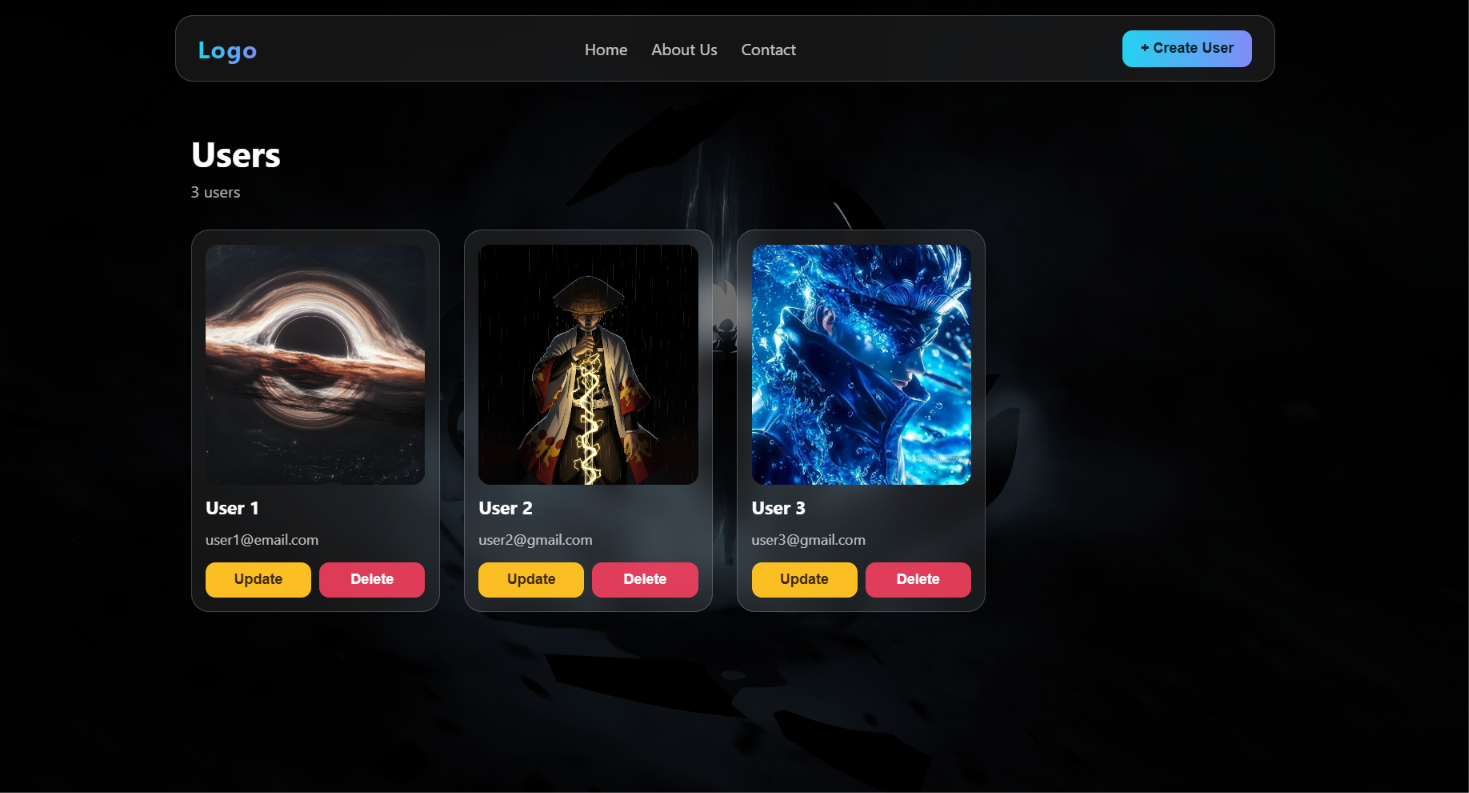 Logo
Home About Us Contact
+ Create User
Users
3 users
User 1
user1@email.com
Update Delete
User 2
user2@gmail.com
Update Delete
User 3
user3@gmail.com
Update Delete